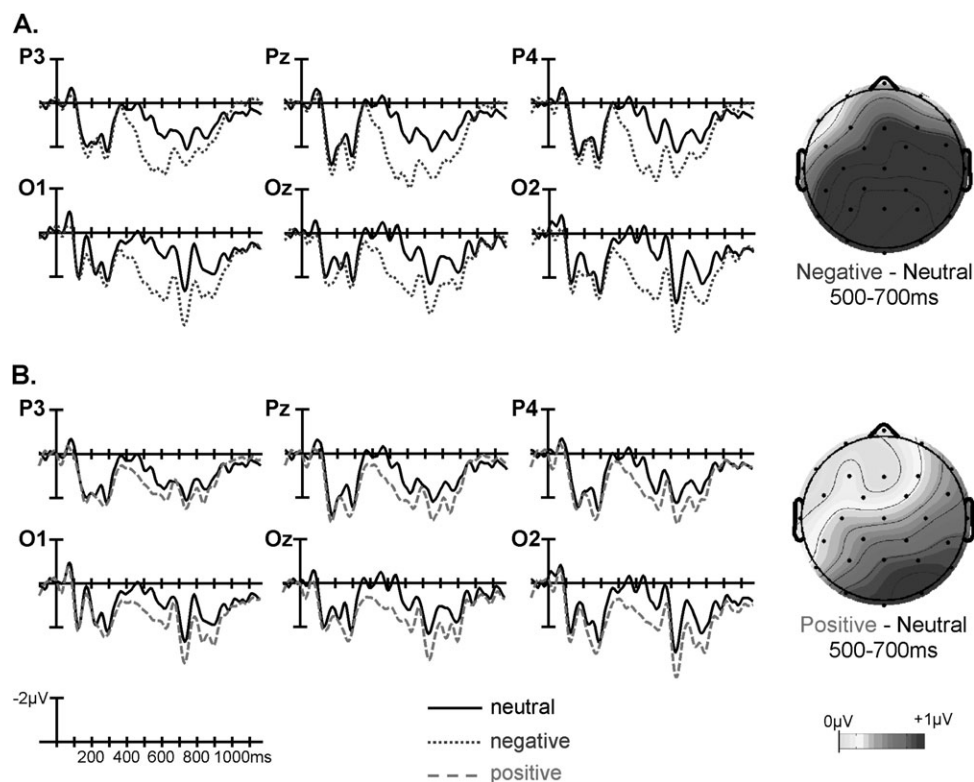 A.
P3 Pz P4
O1 Oz O2
Negative - Neutral
500-700ms
B.
P3 Pz P4
O1 Oz O2
Positive - Neutral
500-700ms
-2µV
200 400 600 800 1000ms
neutral
negative
positive
0µV +1µV